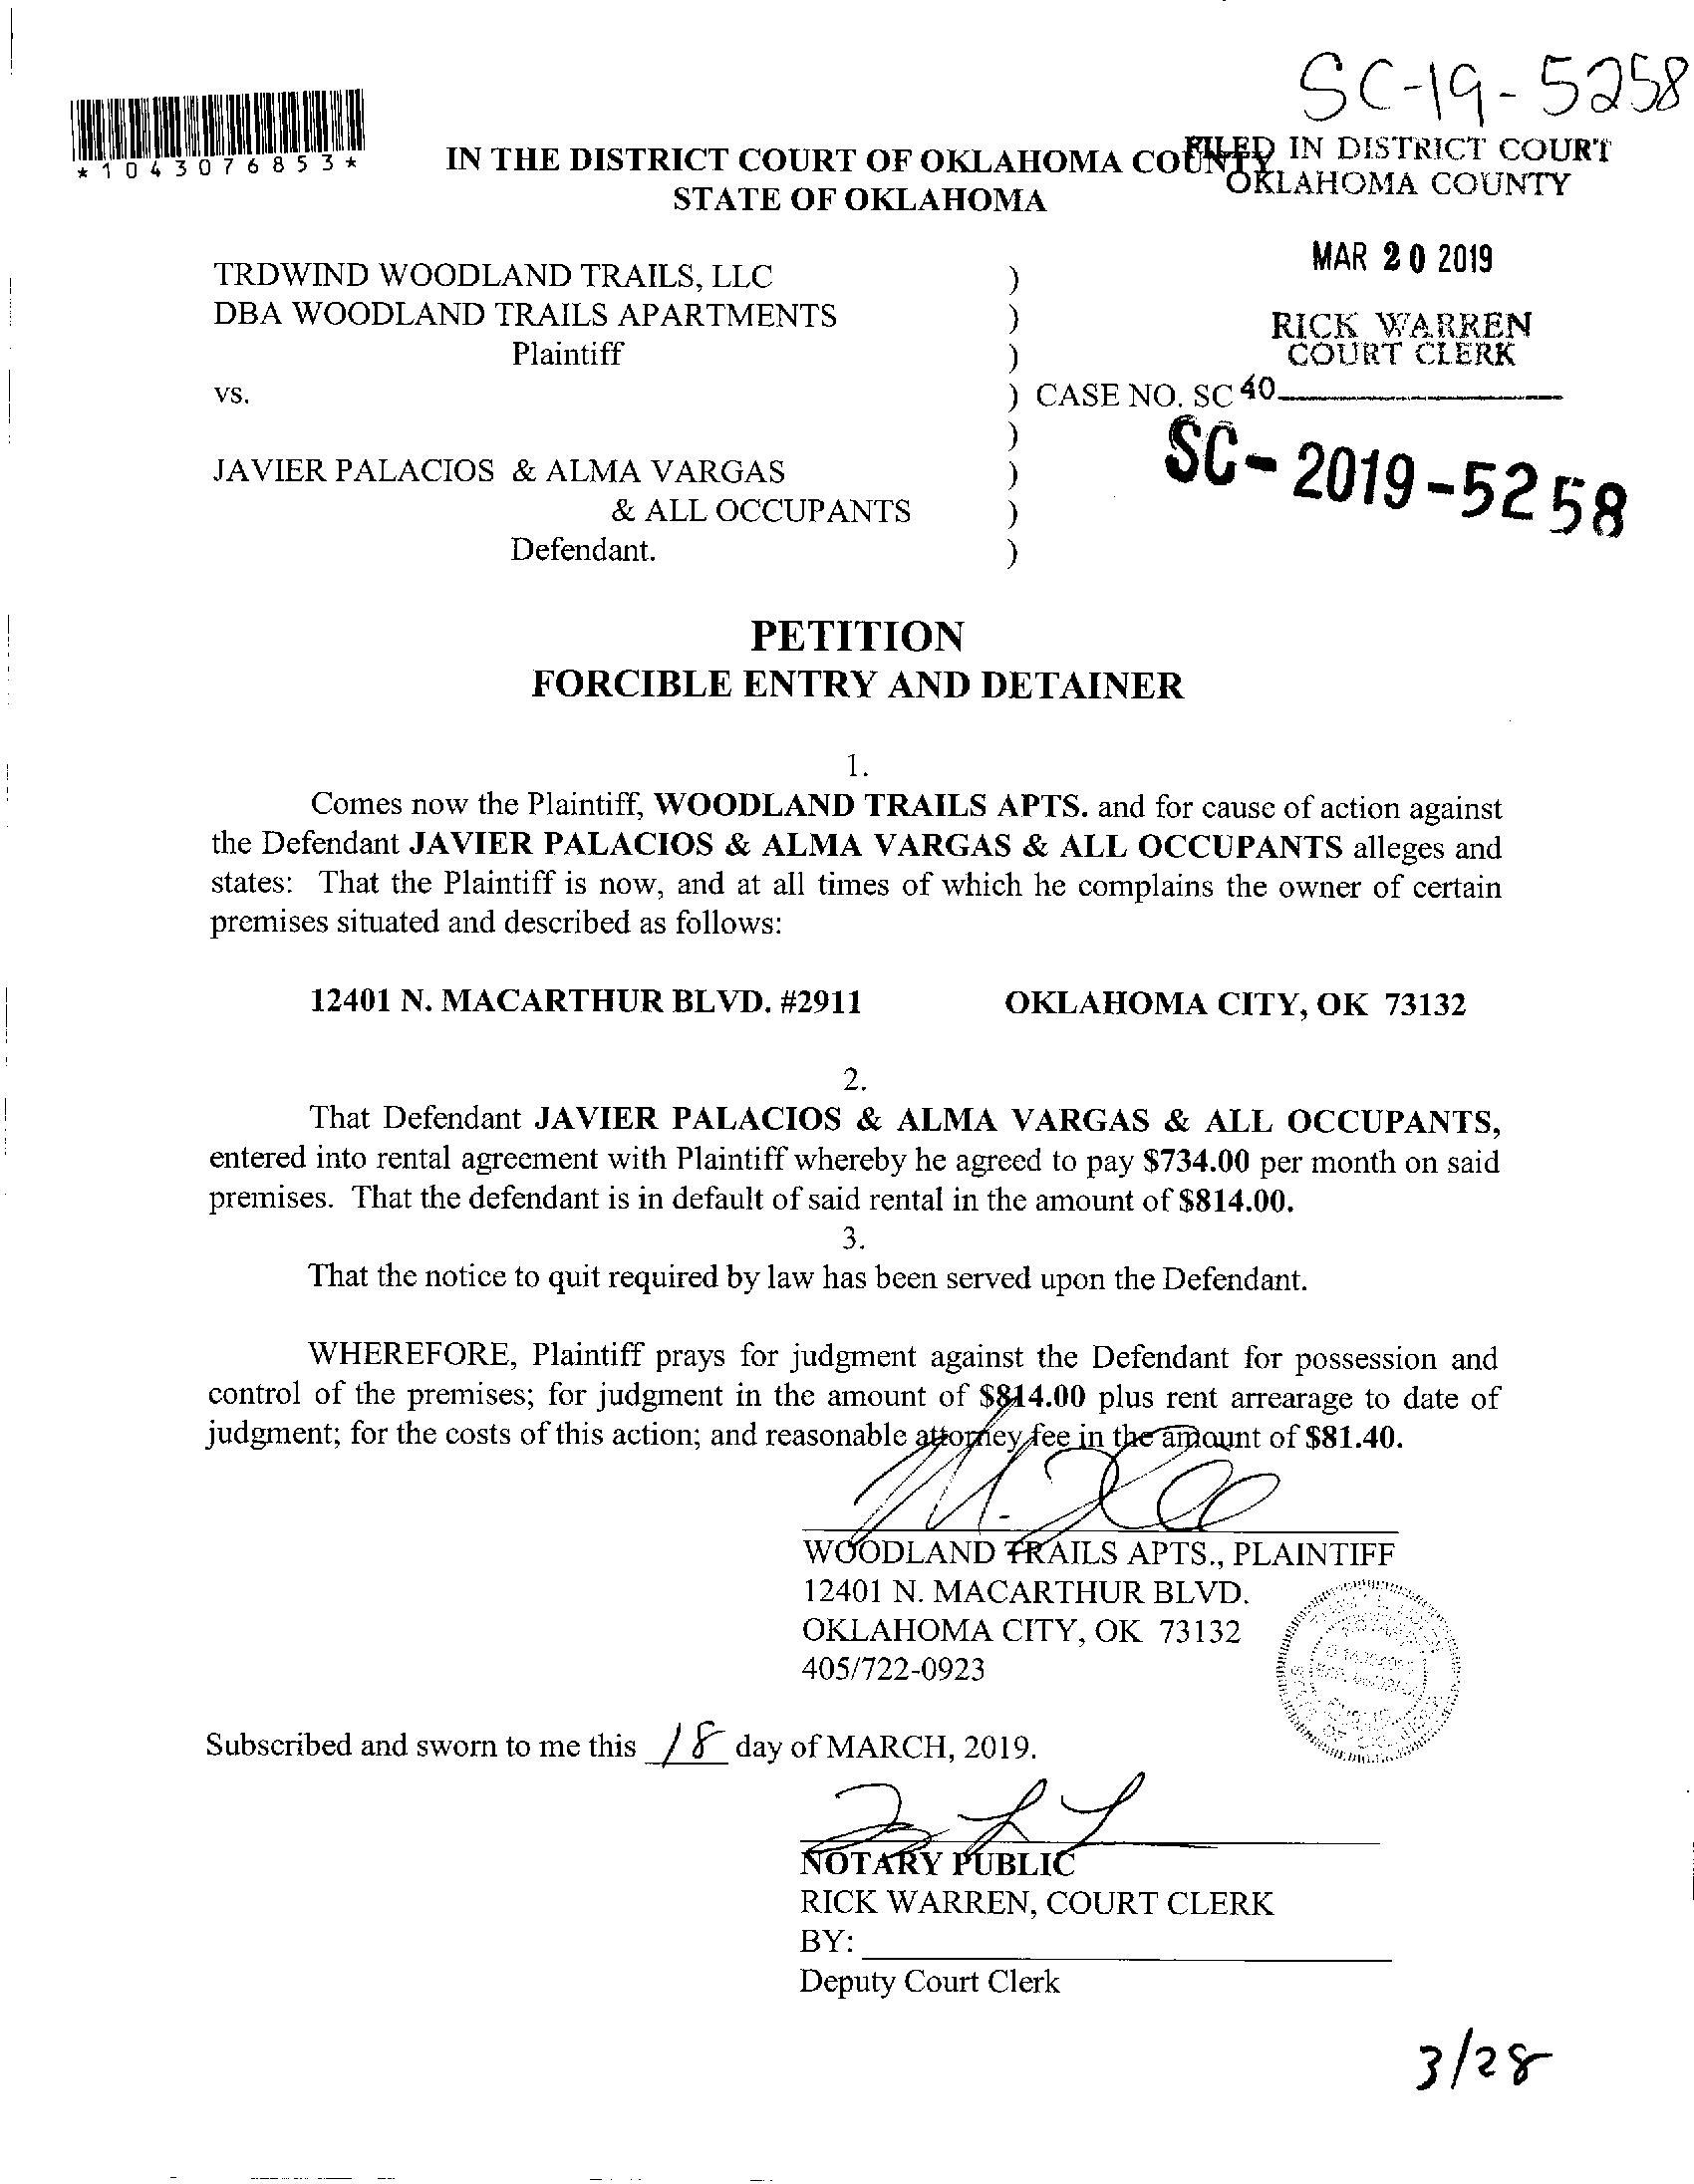 SC-19-5258
*1043076853*
IN THE DISTRICT COURT OF OKLAHOMA COUNTY
STATE OF OKLAHOMA
FILED IN DISTRICT COURT
OKLAHOMA COUNTY
MAR 20 2019
RICK WARREN
COURT CLERK
TRDWIND WOODLAND TRAILS, LLC )
DBA WOODLAND TRAILS APARTMENTS )
Plaintiff )
vs. ) CASE NO. SC 40
)
SC-2019-5258
JAVIER PALACIOS & ALMA VARGAS )
& ALL OCCUPANTS )
Defendant. )
PETITION
FORCIBLE ENTRY AND DETAINER
1.
Comes now the Plaintiff, WOODLAND TRAILS APTS. and for cause of action against
the Defendant JAVIER PALACIOS & ALMA VARGAS & ALL OCCUPANTS alleges and
states: That the Plaintiff is now, and at all times of which he complains the owner of certain
premises situated and described as follows:
12401 N. MACARTHUR BLVD. #2911 OKLAHOMA CITY, OK 73132
2.
That Defendant JAVIER PALACIOS & ALMA VARGAS & ALL OCCUPANTS,
entered into rental agreement with Plaintiff whereby he agreed to pay $734.00 per month on said
premises. That the defendant is in default of said rental in the amount of $814.00.
3.
That the notice to quit required by law has been served upon the Defendant.
WHEREFORE, Plaintiff prays for judgment against the Defendant for possession and
control of the premises; for judgment in the amount of $814.00 plus rent arrearage to date of
judgment; for the costs of this action; and reasonable attorney fee in the amount of $81.40.
WOODLAND TRAILS APTS., PLAINTIFF
12401 N. MACARTHUR BLVD.
OKLAHOMA CITY, OK 73132
405/722-0923
Subscribed and sworn to me this 18 day of MARCH, 2019.
NOTARY PUBLIC
RICK WARREN, COURT CLERK
BY:
Deputy Court Clerk
3/28